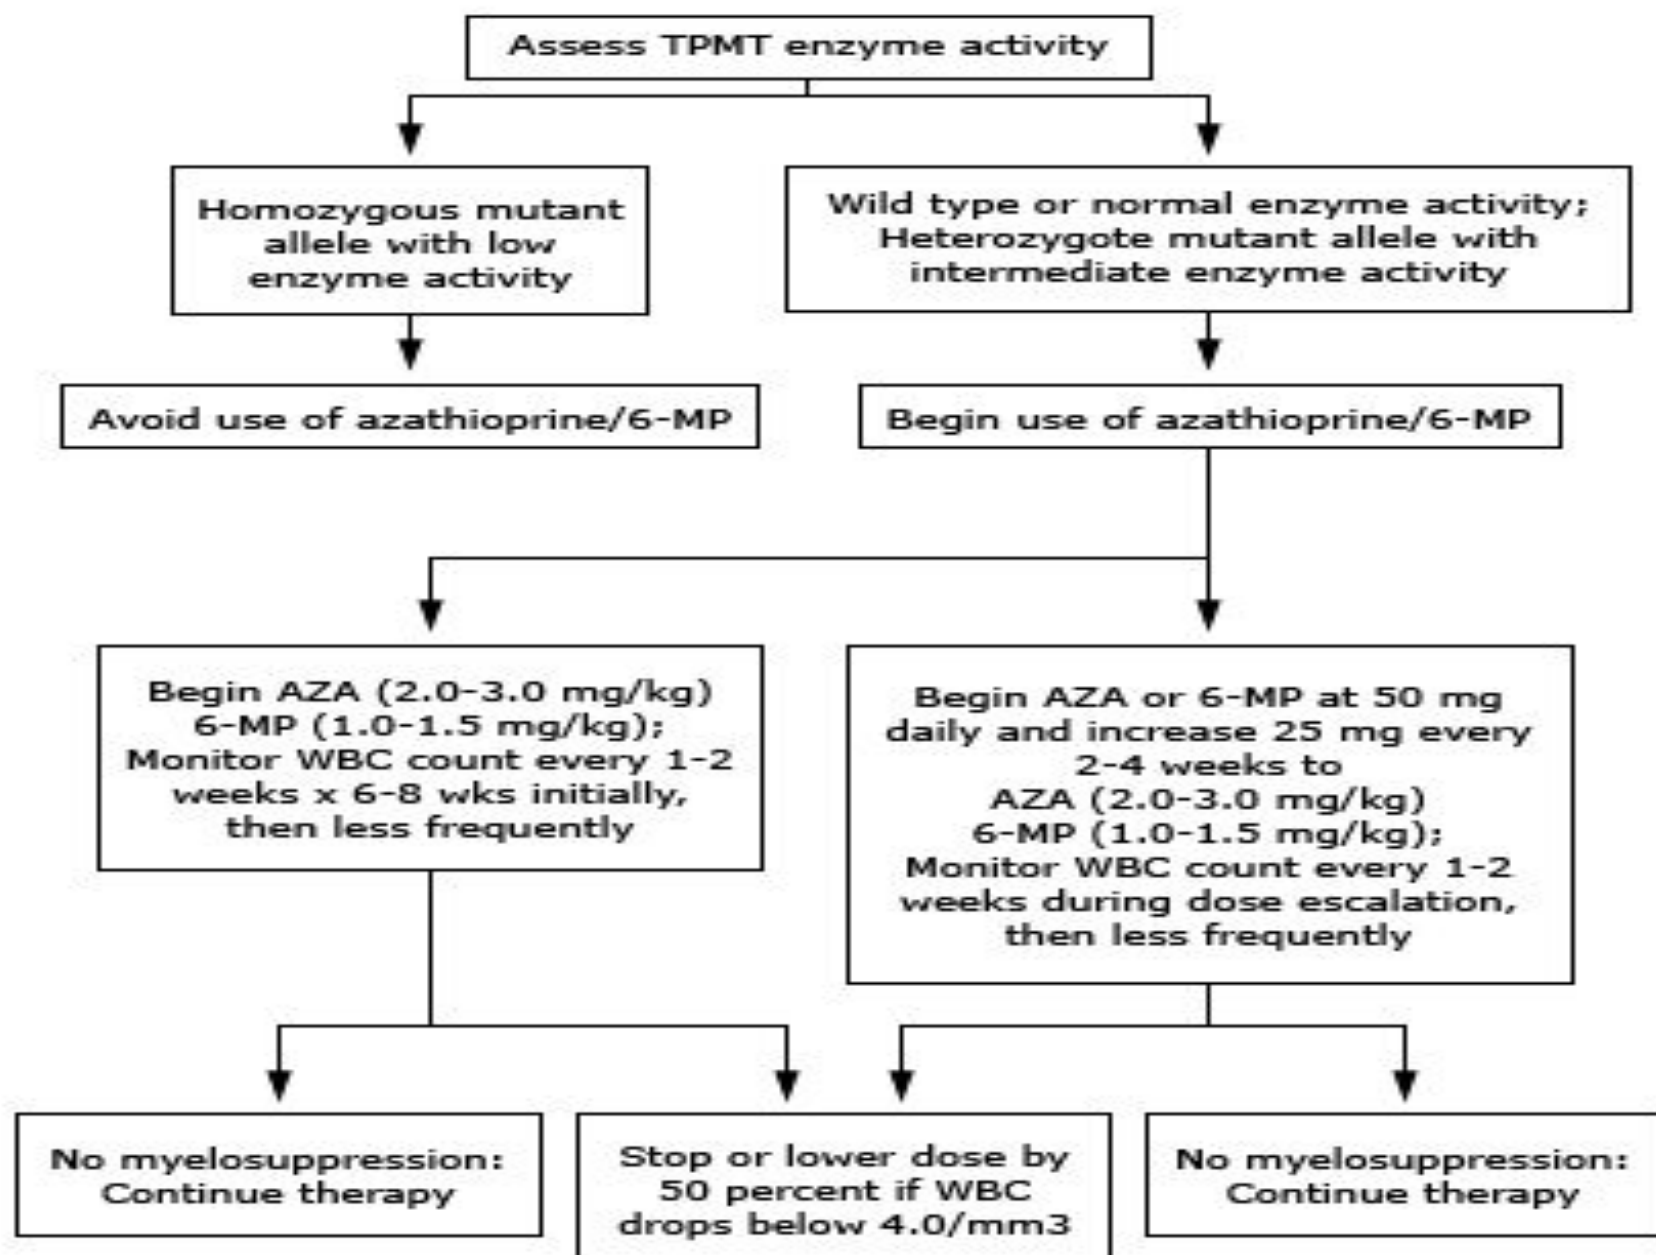 Assess TPMT enzyme activity
Homozygous mutant
allele with low
enzyme activity
Wild type or normal enzyme activity;
Heterozygote mutant allele with
intermediate enzyme activity
Avoid use of azathioprine/6-MP
Begin use of azathioprine/6-MP
Begin AZA (2.0-3.0 mg/kg)
6-MP (1.0-1.5 mg/kg);
Monitor WBC count every 1-2
weeks x 6-8 wks initially,
then less frequently
Begin AZA or 6-MP at 50 mg
daily and increase 25 mg every
2-4 weeks to
AZA (2.0-3.0 mg/kg)
6-MP (1.0-1.5 mg/kg);
Monitor WBC count every 1-2
weeks during dose escalation,
then less frequently
No myelosuppression:
Continue therapy
Stop or lower dose by
50 percent if WBC
drops below 4.0/mm3
No myelosuppression:
Continue therapy